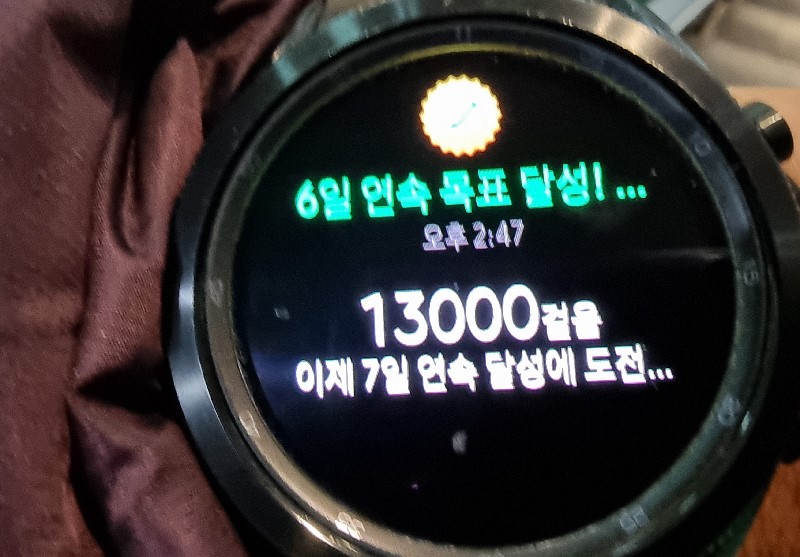 6일 연속 목표 달성! ...
오후 2:47
13000걸음
이제 7일 연속 달성에 도전...